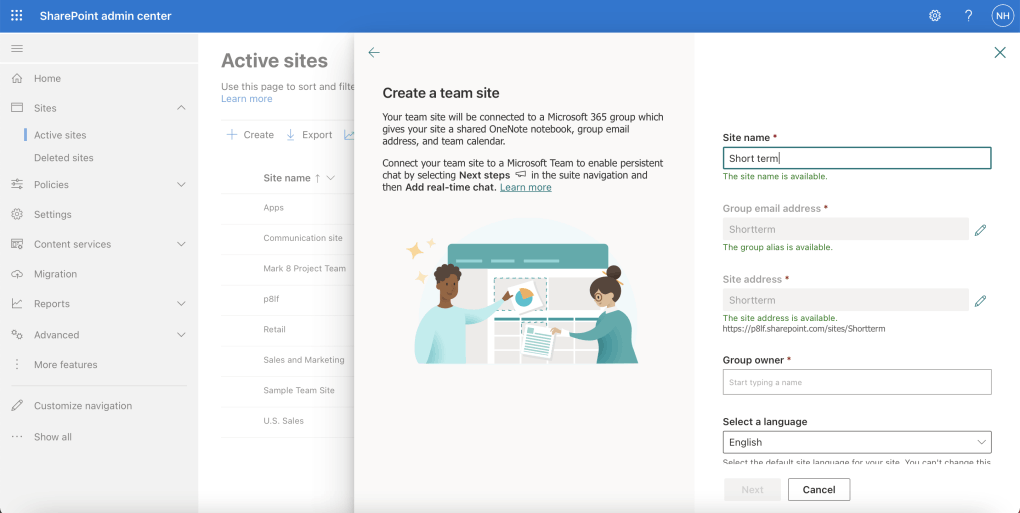 SharePoint admin center
?
NH
Home
Sites
Active sites
Deleted sites
Policies
Settings
Content services
Migration
Reports
Advanced
More features
Customize navigation
Show all
Active sites
Use this page to sort and
Learn more
Create
Export
Site name ↑
Apps
Communication site
Mark 8 Project Team
p8lf
Retail
Sales and Marketing
Sample Team Site
U.S. Sales
Create a team site
Your team site will be connected to a Microsoft 365 group which
gives your site a shared OneNote notebook, group email
address, and team calendar.
Connect your team site to a Microsoft Team to enable persistent
chat by selecting Next steps in the suite navigation and
then Add real-time chat. Learn more
Site name *
Short term
The site name is available.
Group email address *
Shortterm
The group alias is available.
Site address *
Shortterm
The site address is available.
https://p8lf.sharepoint.com/sites/Shortterm
Group owner *
Start typing a name
Select a language
English
Select the default site language for your site. You can't change this
Next
Cancel